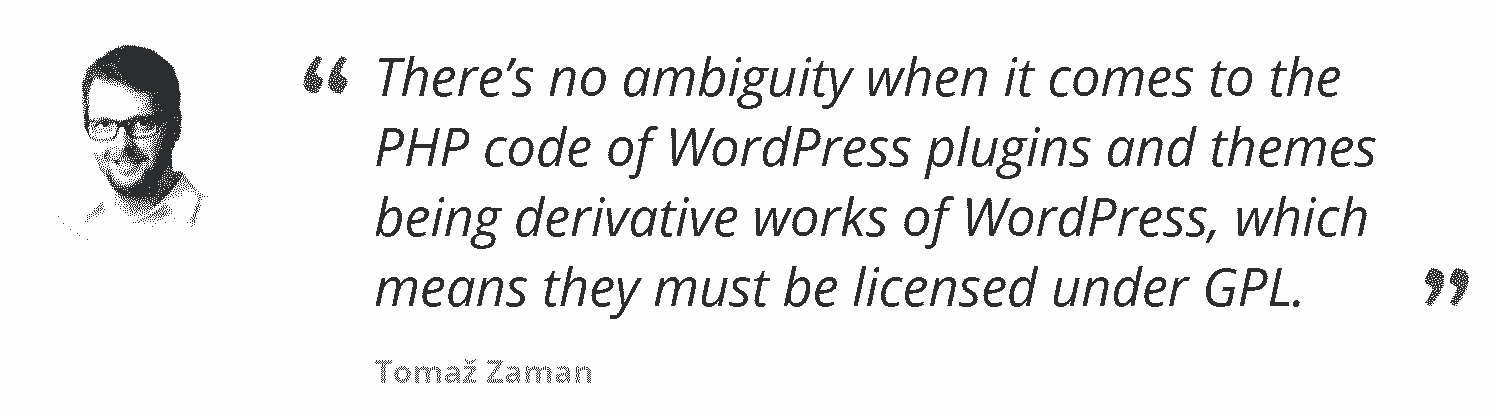 “ There’s no ambiguity when it comes to the
PHP code of WordPress plugins and themes
being derivative works of WordPress, which
means they must be licensed under GPL. ”
Tomaž Zaman